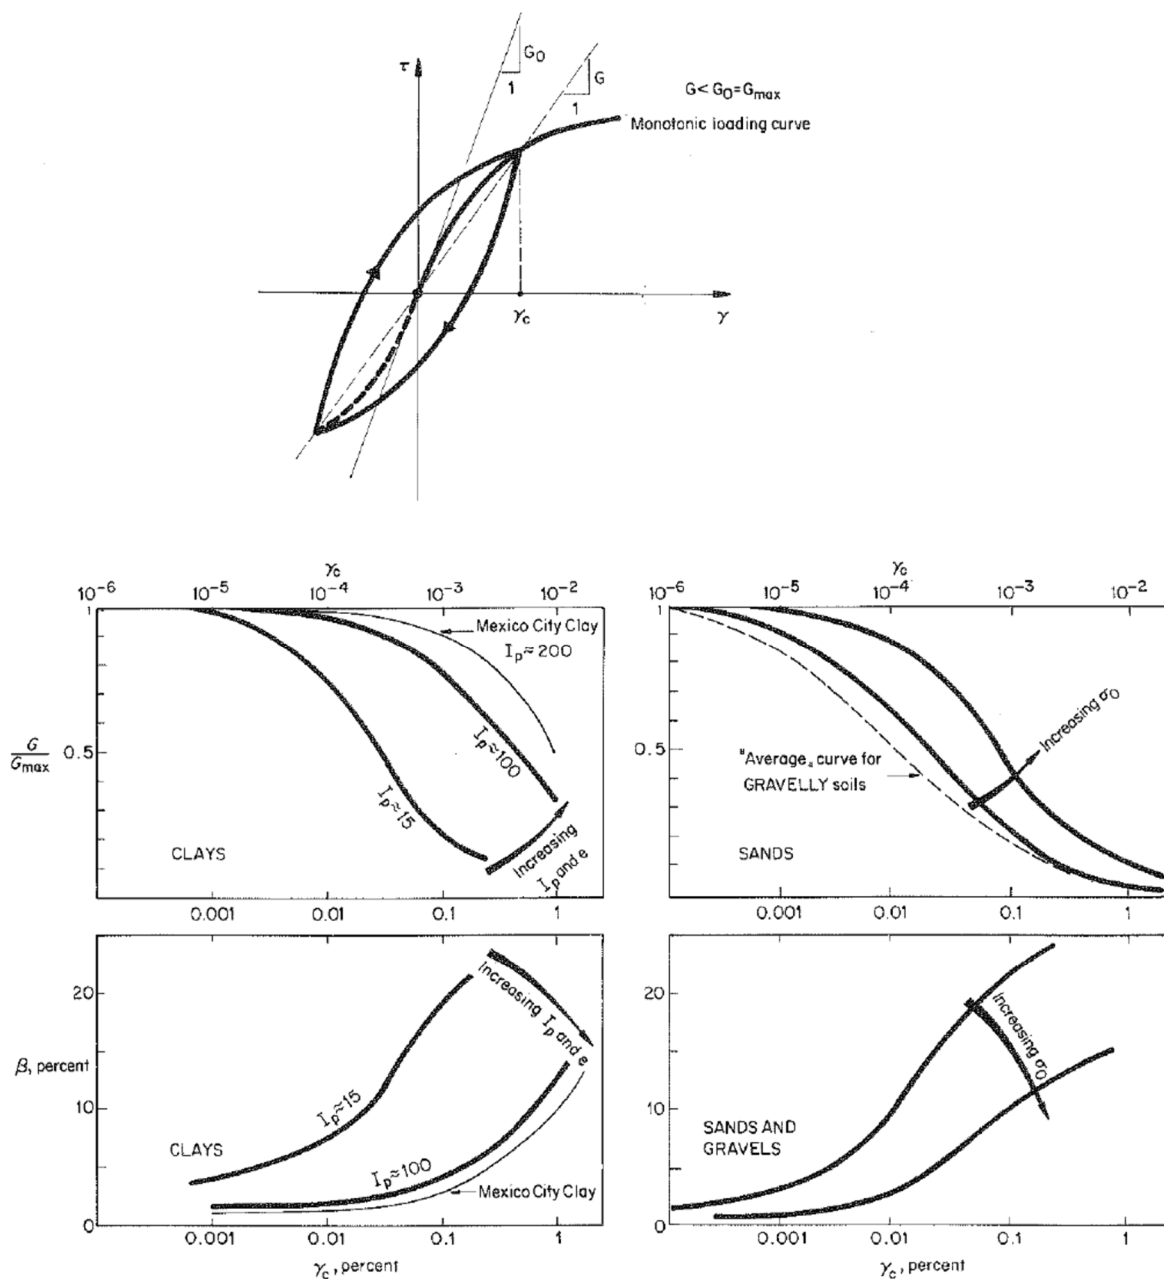 τ
G₀
1
G
1
G < G₀ = Gmax
Monotonic loading curve
γc
γ
γc
10⁻⁶ 10⁻⁵ 10⁻⁴ 10⁻³ 10⁻²
1
Mexico City Clay
Ip ≈ 200
G/Gmax
0.5
Ip ≈ 100
Ip ≈ 15
CLAYS
Increasing
Ip and e
0.001 0.01 0.1 1
γc
10⁻⁶ 10⁻⁵ 10⁻⁴ 10⁻³ 10⁻²
1
Increasing σ₀
0.5
"Average" curve for
GRAVELLY soils
SANDS
0.001 0.01 0.1 1
20
β, percent
10
0
Increasing Ip and e
Ip ≈ 15
CLAYS
Ip ≈ 100
Mexico City Clay
0.001 0.01 0.1 1
γc, percent
20
10
0
Increasing σ₀
SANDS AND
GRAVELS
0.001 0.01 0.1 1
γc, percent